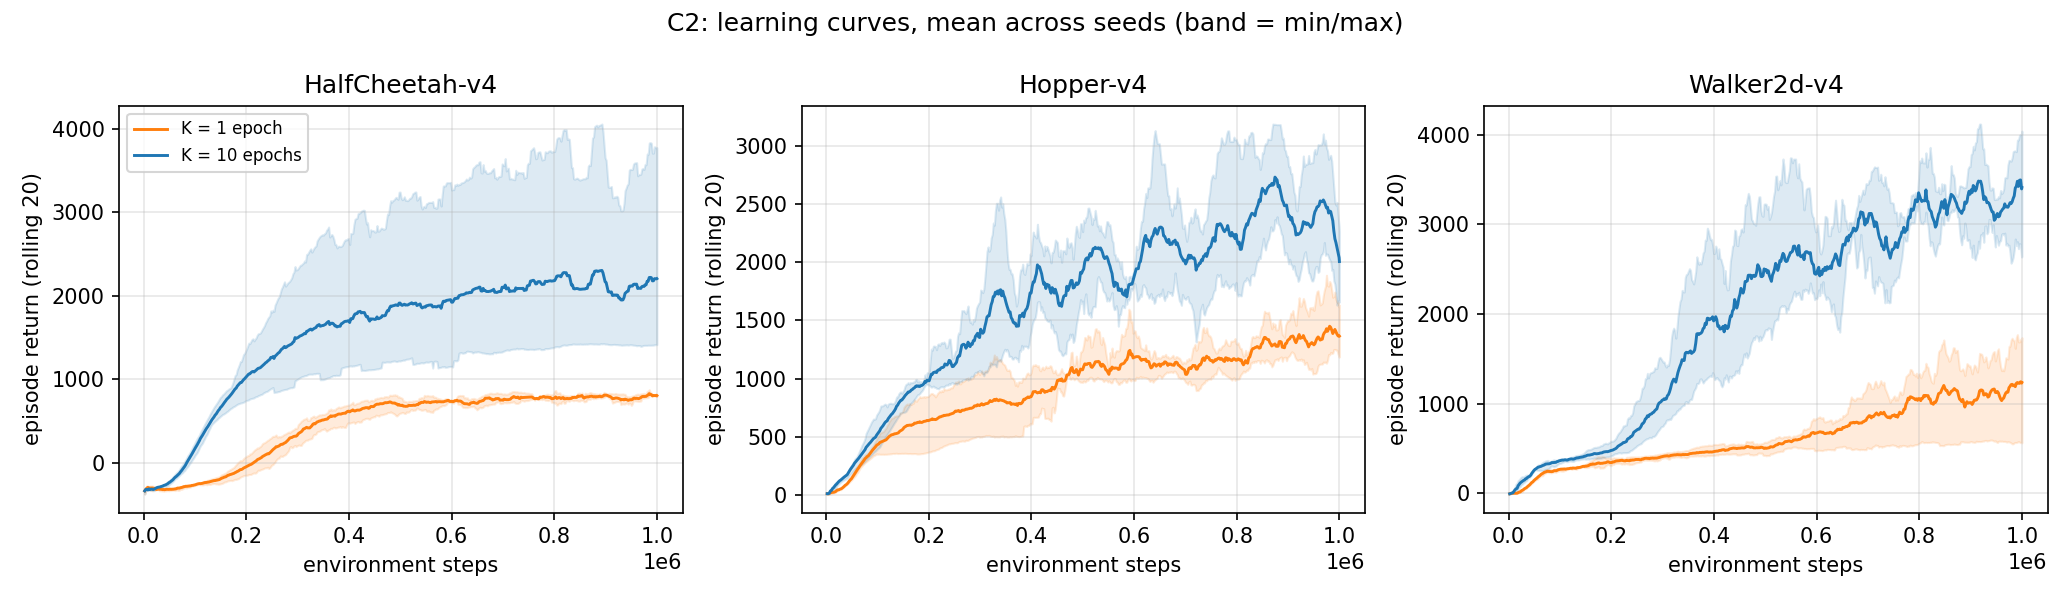 C2: learning curves, mean across seeds (band = min/max)
HalfCheetah-v4
episode return (rolling 20)
4000
3000
2000
1000
0
K = 1 epoch
K = 10 epochs
0.0 0.2 0.4 0.6 0.8 1.0
1e6
environment steps
Hopper-v4
episode return (rolling 20)
3000
2500
2000
1500
1000
500
0
0.0 0.2 0.4 0.6 0.8 1.0
1e6
environment steps
Walker2d-v4
episode return (rolling 20)
4000
3000
2000
1000
0
0.0 0.2 0.4 0.6 0.8 1.0
1e6
environment steps